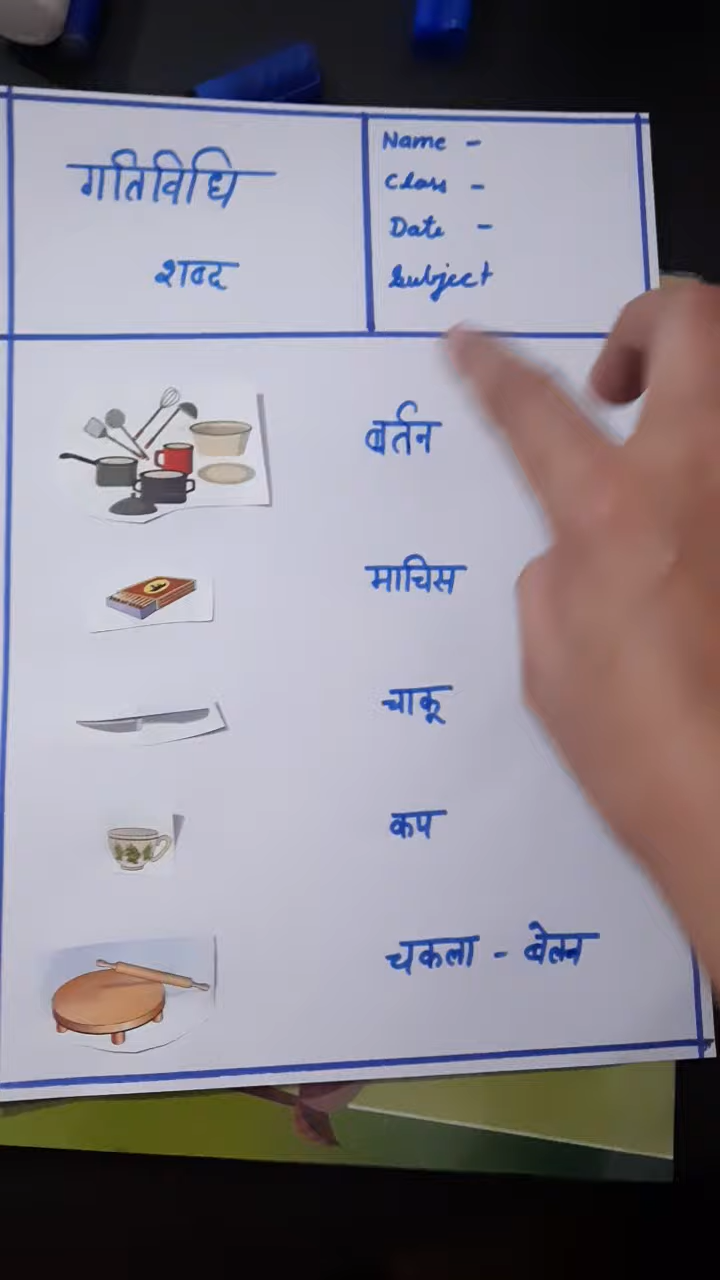 गतिविधि
शब्द
Name -
Class -
Date -
Subject
बर्तन
माचिस
चाकू
कप
चकला - बेलन